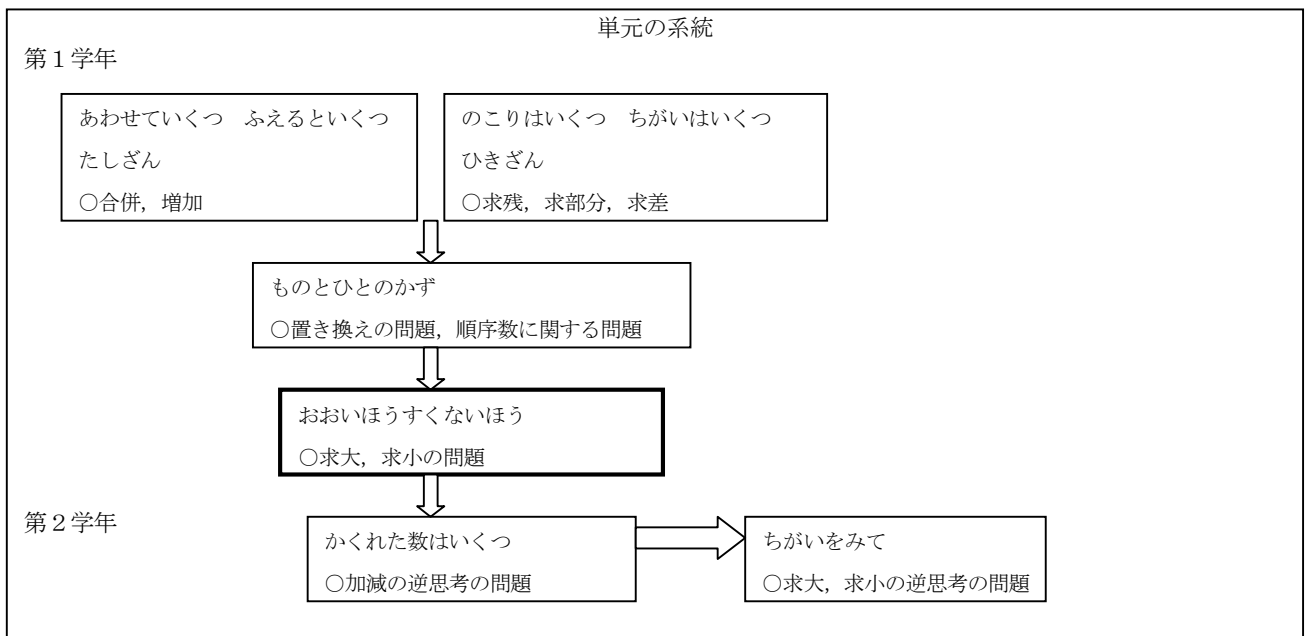 単元の系統
第１学年
あわせていくつ　ふえるといくつ
たしざん
○合併，増加
のこりはいくつ　ちがいはいくつ
ひきざん
○求残，求部分，求差
ものとひとのかず
○置き換えの問題，順序数に関する問題
おおいほうすくないほう
○求大，求小の問題
第２学年
かくれた数はいくつ
○加減の逆思考の問題
ちがいをみて
○求大，求小の逆思考の問題